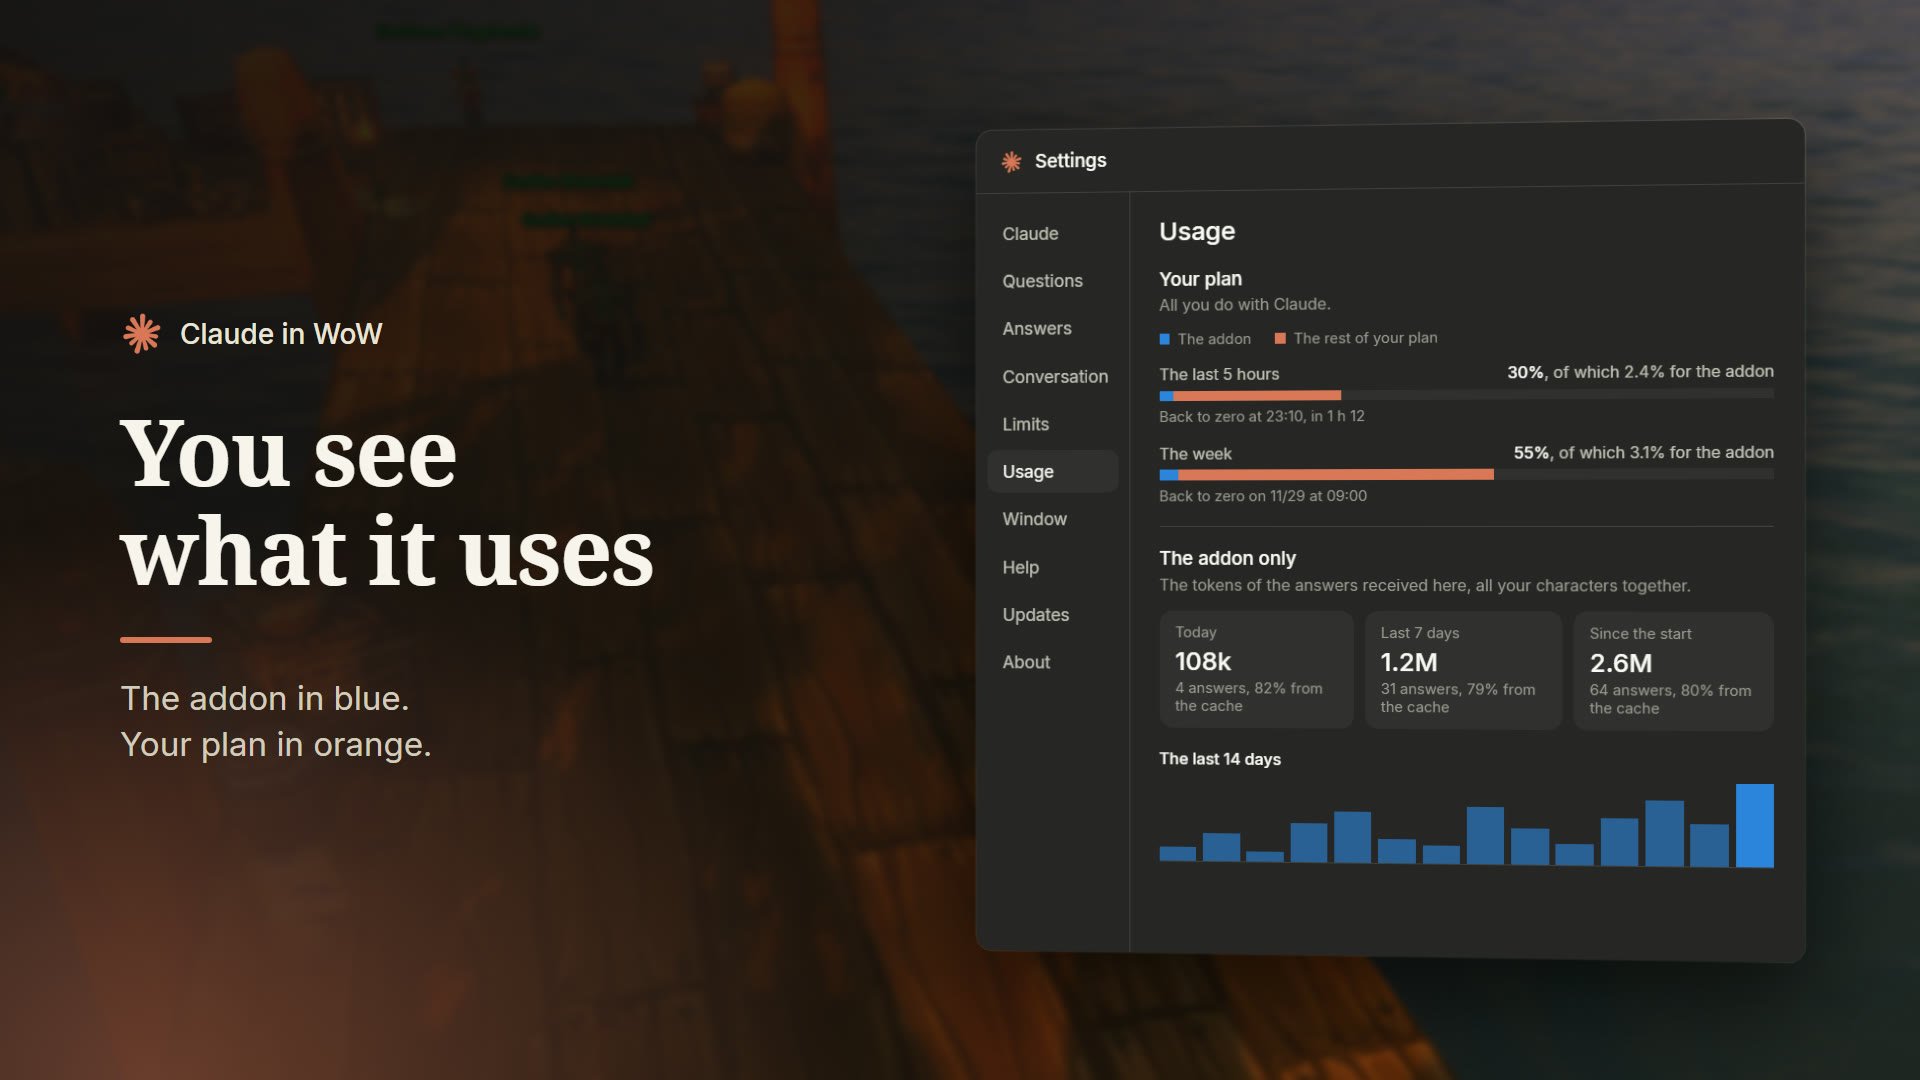 Claude in WoW
You see
what it uses
The addon in blue.
Your plan in orange.
Settings
Claude
Questions
Answers
Conversation
Limits
Usage
Window
Help
Updates
About
Usage
Your plan
All you do with Claude.
The addon
The rest of your plan
The last 5 hours
30%, of which 2.4% for the addon
Back to zero at 23:10, in 1 h 12
The week
55%, of which 3.1% for the addon
Back to zero on 11/29 at 09:00
The addon only
The tokens of the answers received here, all your characters together.
Today
108k
4 answers, 82% from
the cache
Last 7 days
1.2M
31 answers, 79% from
the cache
Since the start
2.6M
64 answers, 80% from
the cache
The last 14 days